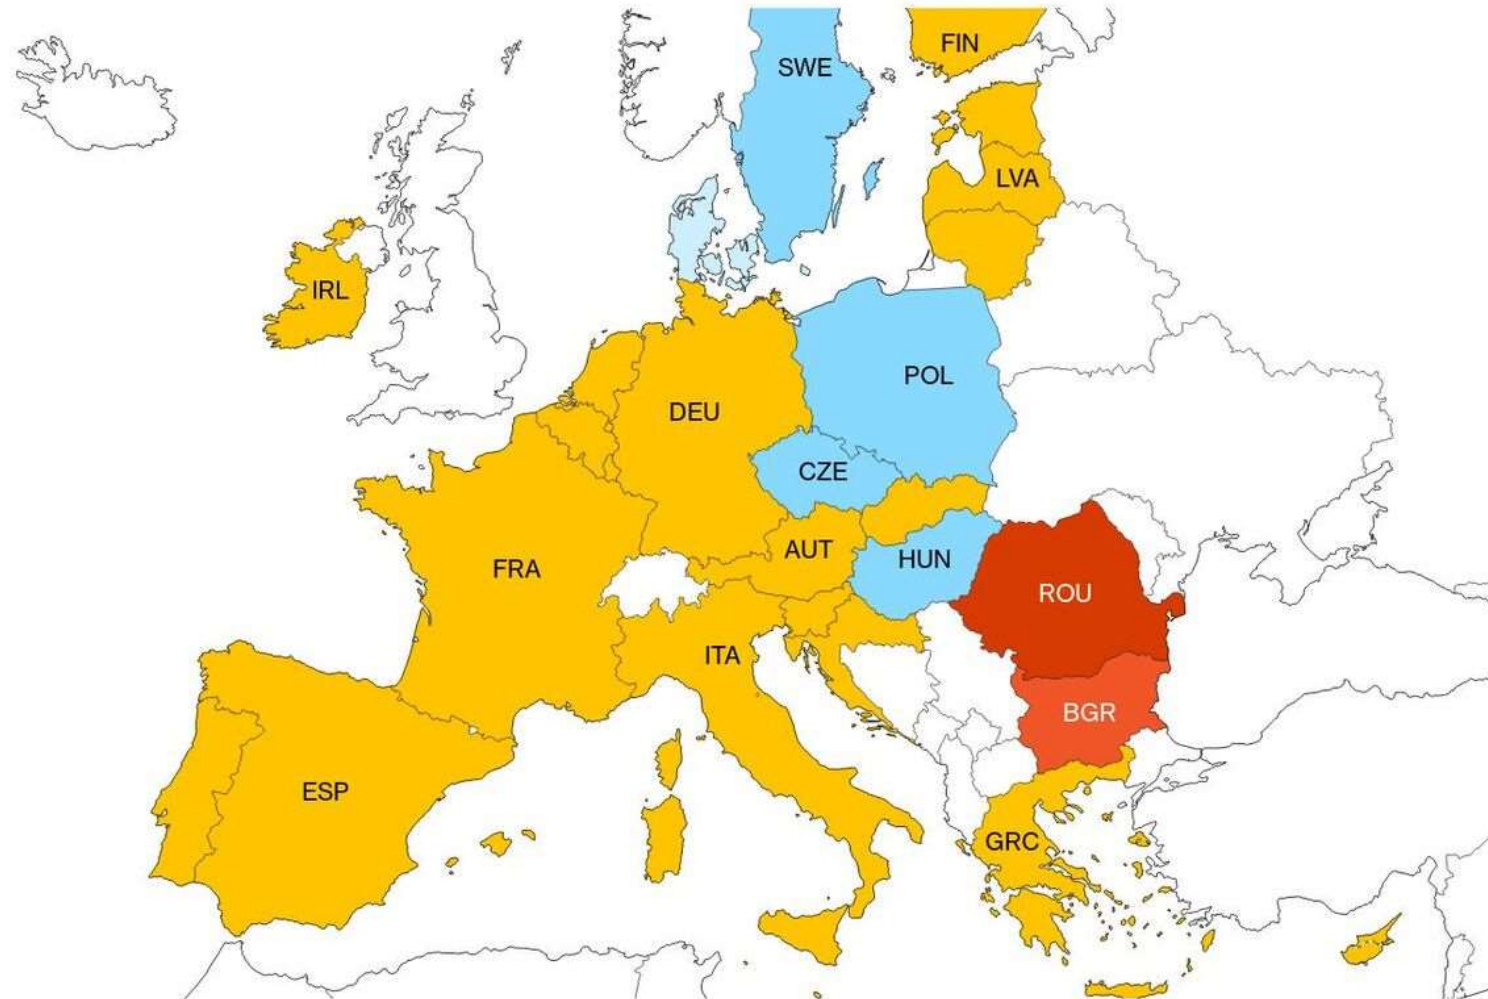 FIN
SWE
LVA
IRL
POL
DEU
CZE
AUT
HUN
FRA
ROU
ITA
BGR
ESP
GRC